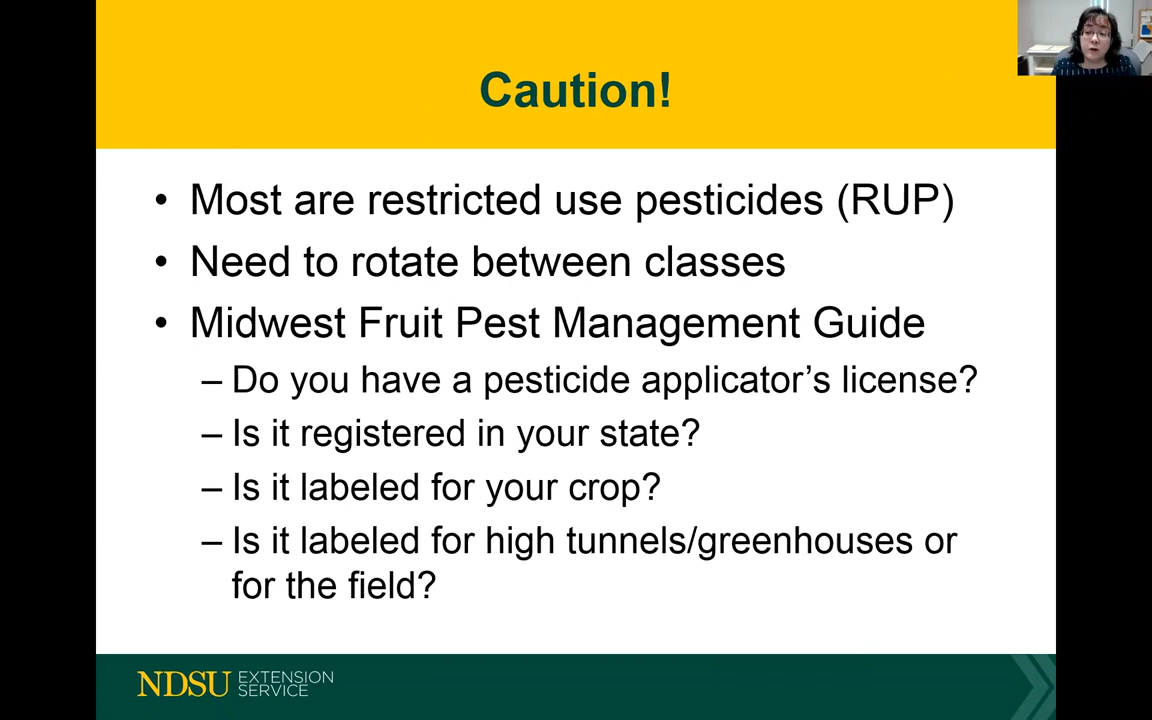 Caution!
• Most are restricted use pesticides (RUP)
• Need to rotate between classes
• Midwest Fruit Pest Management Guide
– Do you have a pesticide applicator’s license?
– Is it registered in your state?
– Is it labeled for your crop?
– Is it labeled for high tunnels/greenhouses or
for the field?
NDSU EXTENSION
SERVICE